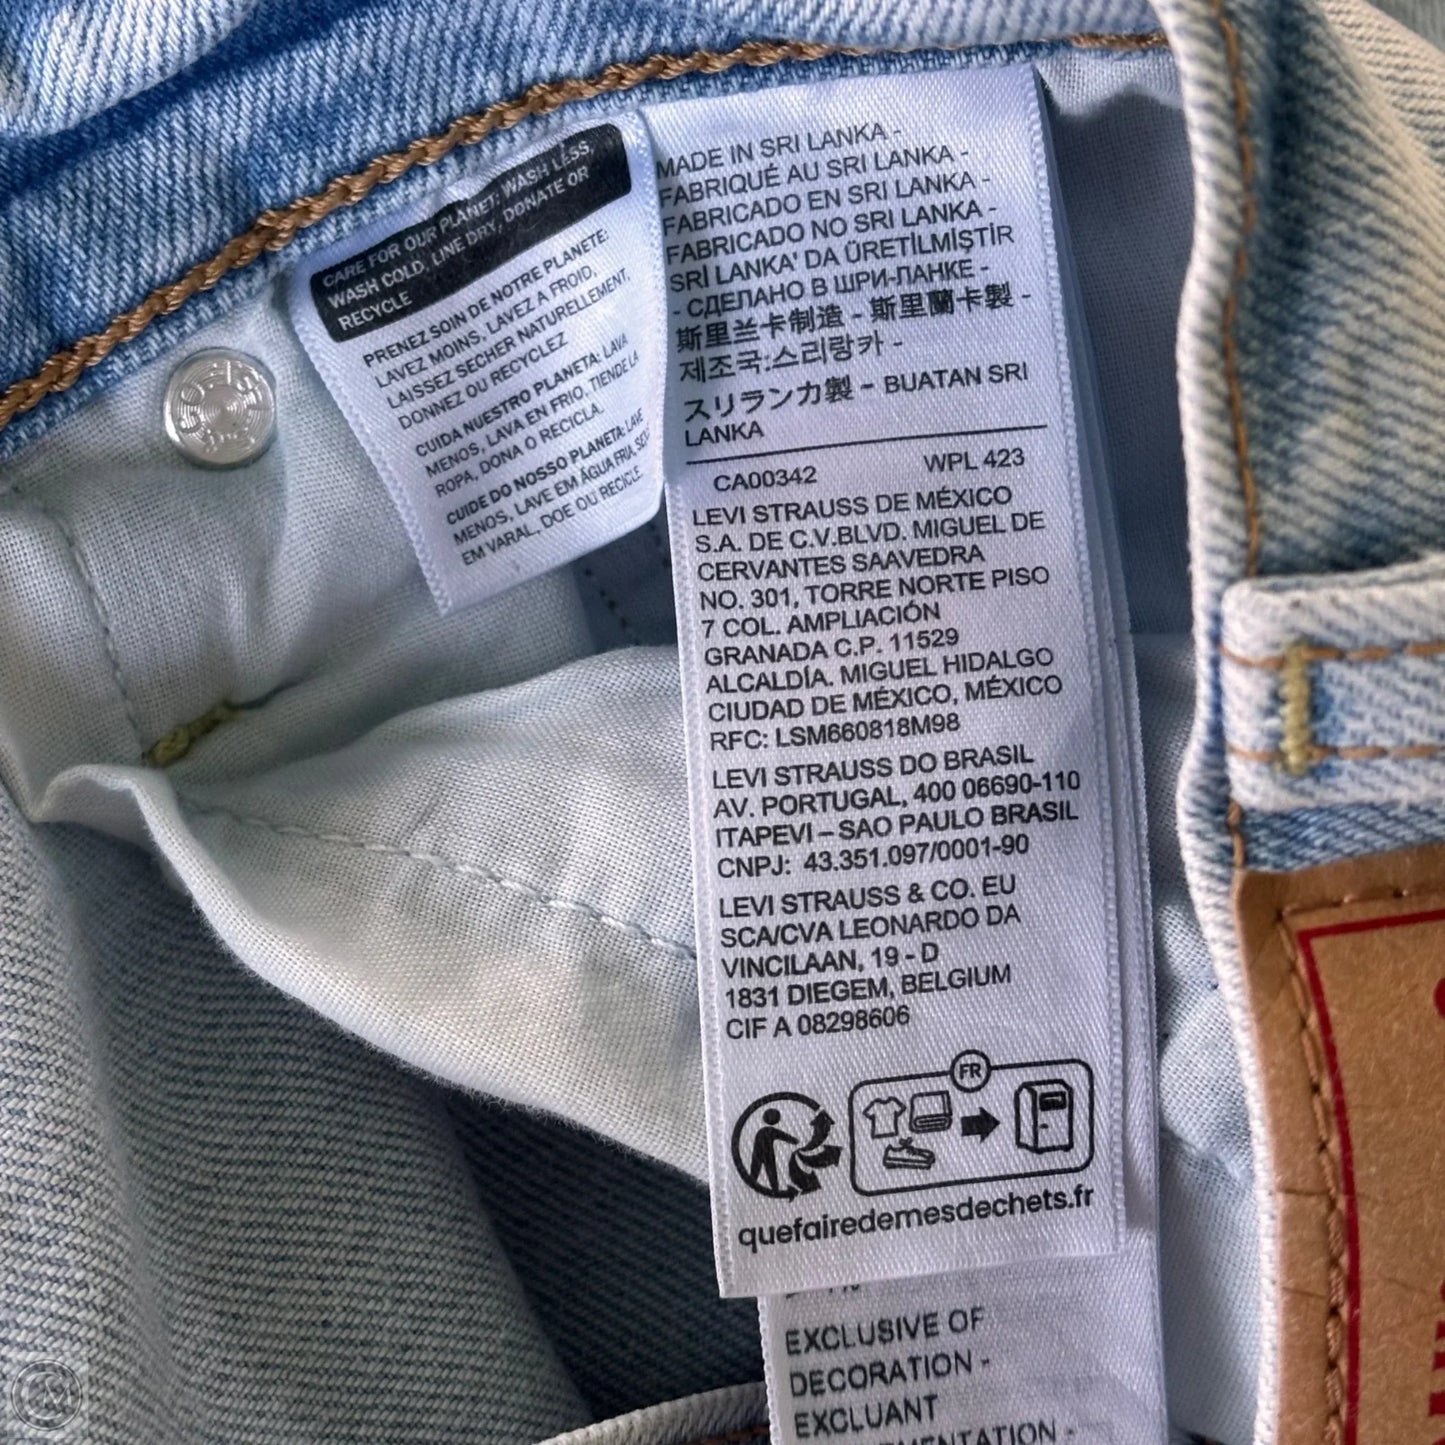 CARE FOR OUR PLANET: WASH LESS,
WASH COLD, LINE DRY, DONATE OR
RECYCLE
PRENEZ SOIN DE NOTRE PLANETE:
LAVEZ MOINS, LAVEZ A FROID,
LAISSEZ SECHER NATURELLEMENT,
DONNEZ OU RECYCLEZ
CUIDA NUESTRO PLANETA: LAVA
MENOS, LAVA EN FRIO, TIENDE LA
ROPA, DONA O RECICLA.
CUIDE DO NOSSO PLANETA: LAVE
MENOS, LAVE EM ÁGUA FRIA,
EM VARAL, DOE OU RECICLE.
MADE IN SRI LANKA -
FABRIQUÉ AU SRI LANKA -
FABRICADO EN SRI LANKA -
FABRICADO NO SRI LANKA -
SRİ LANKA' DA ÜRETİLMİŞTİR
- СДЕЛАНО В ШРИ-ЛАНКЕ -
斯里兰卡制造 - 斯里蘭卡製 -
제조국:스리랑카 -
スリランカ製 - BUATAN SRI
LANKA
CA00342 WPL 423
LEVI STRAUSS DE MÉXICO
S.A. DE C.V.BLVD. MIGUEL DE
CERVANTES SAAVEDRA
NO. 301, TORRE NORTE PISO
7 COL. AMPLIACIÓN
GRANADA C.P. 11529
ALCALDÍA. MIGUEL HIDALGO
CIUDAD DE MÉXICO, MÉXICO
RFC: LSM660818M98
LEVI STRAUSS DO BRASIL
AV. PORTUGAL, 400 06690-110
ITAPEVI – SAO PAULO BRASIL
CNPJ: 43.351.097/0001-90
LEVI STRAUSS & CO. EU
SCA/CVA LEONARDO DA
VINCILAAN, 19 - D
1831 DIEGEM, BELGIUM
CIF A 08298606
FR
quefairedemesdechets.fr
EXCLUSIVE OF
DECORATION -
EXCLUANT